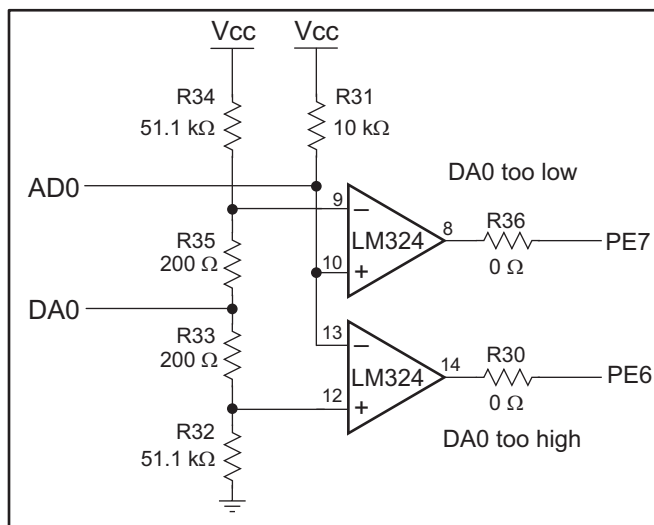 Vcc
Vcc
R34
51.1 kΩ
R31
10 kΩ
AD0
DA0 too low
9
LM324
8
R36
0 Ω
PE7
R35
200 Ω
10
DA0
R33
200 Ω
13
LM324
14
R30
0 Ω
PE6
12
R32
51.1 kΩ
DA0 too high